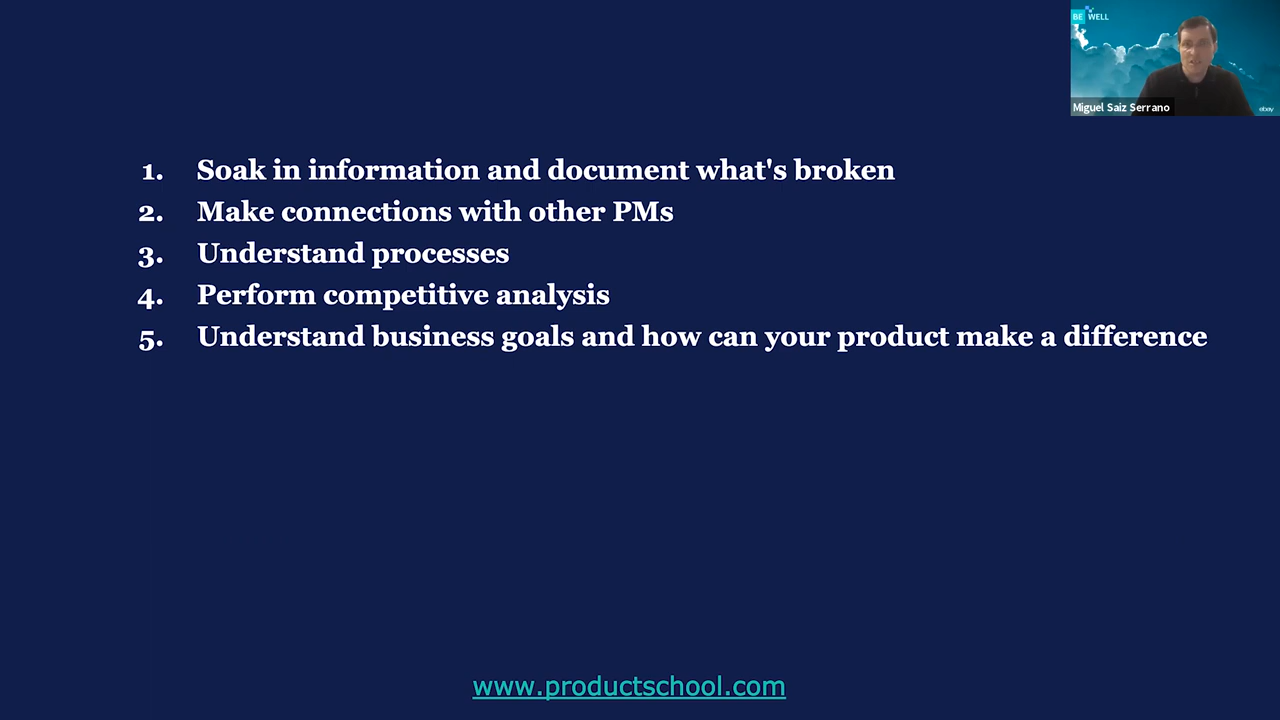 BE WELL
Miguel Saiz Serrano
ebay
1. Soak in information and document what's broken
2. Make connections with other PMs
3. Understand processes
4. Perform competitive analysis
5. Understand business goals and how can your product make a difference
www.productschool.com